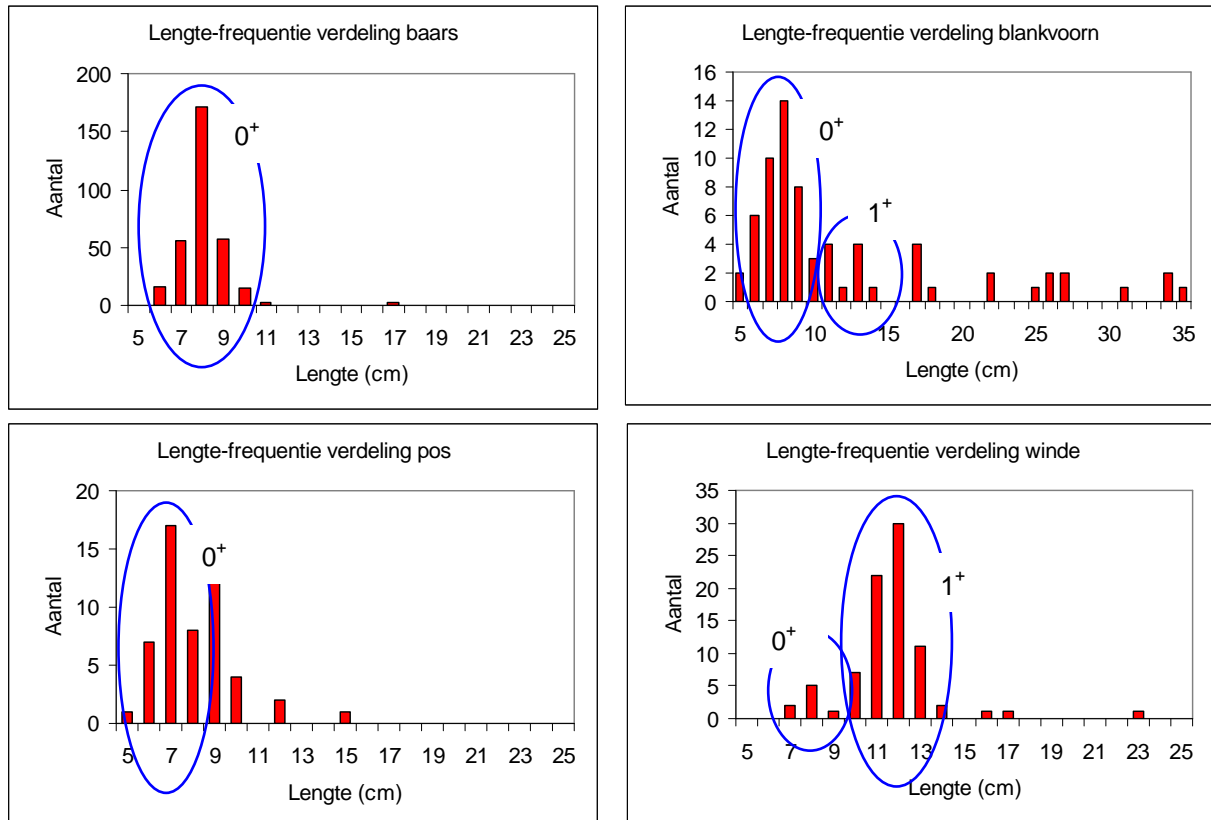 Lengte-frequentie verdeling baars
200
150
100
50
0
Aantal
0+
5 7 9 11 13 15 17 19 21 23 25
Lengte (cm)
Lengte-frequentie verdeling blankvoorn
16
14
12
10
8
6
4
2
0
Aantal
0+
1+
5 10 15 20 25 30 35
Lengte (cm)
Lengte-frequentie verdeling pos
20
15
10
5
0
Aantal
0+
5 7 9 11 13 15 17 19 21 23 25
Lengte (cm)
Lengte-frequentie verdeling winde
35
30
25
20
15
10
5
0
Aantal
0+
1+
5 7 9 11 13 15 17 19 21 23 25
Lengte (cm)